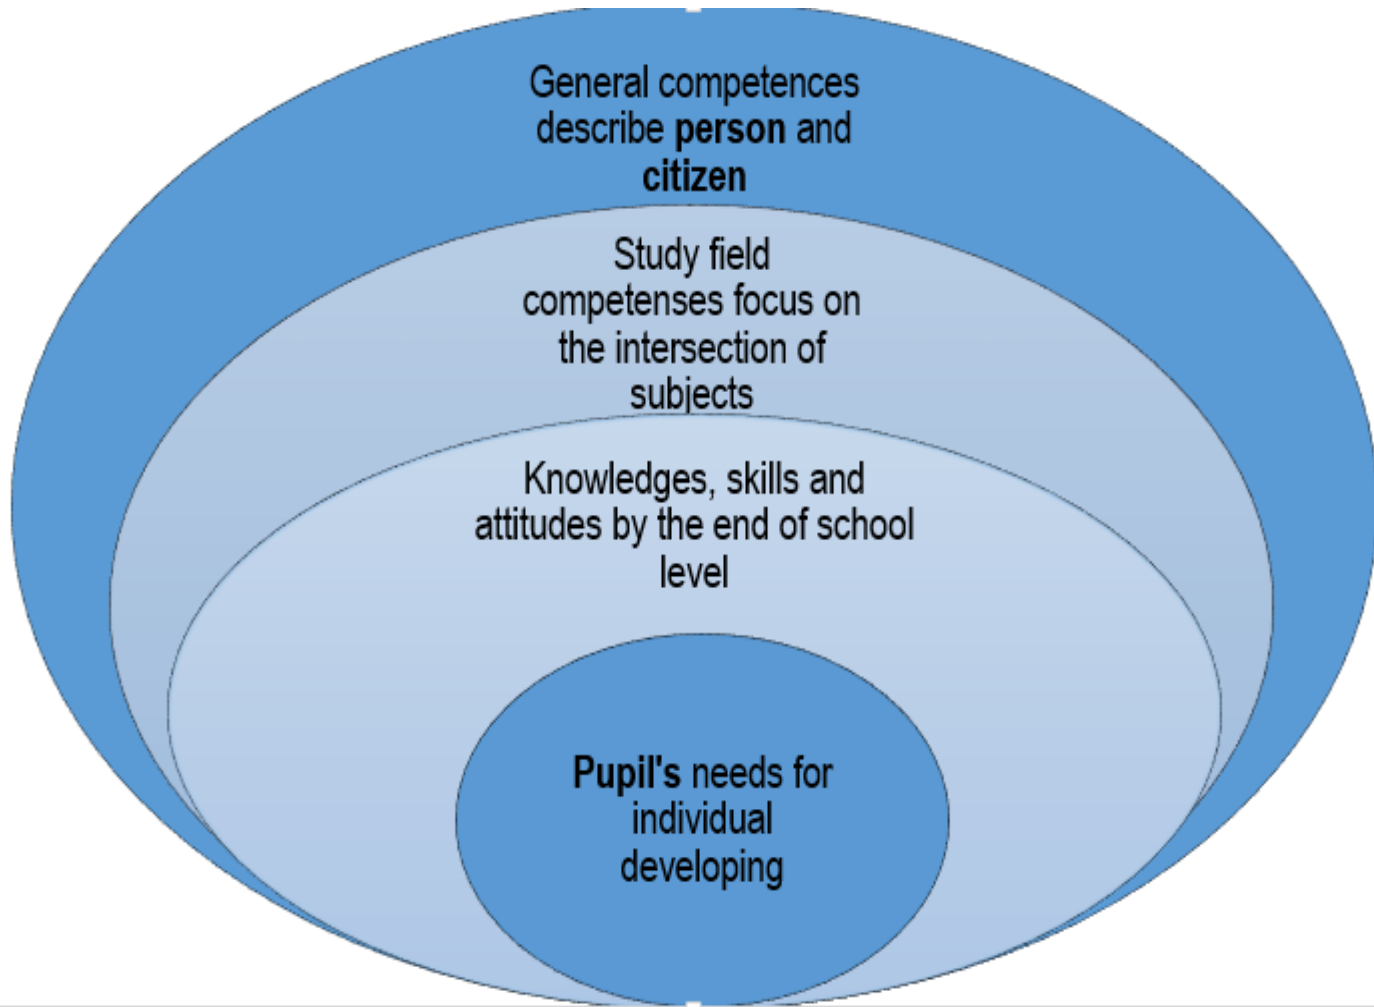 General competences
describe person and
citizen
Study field
competenses focus on
the intersection of
subjects
Knowledges, skills and
attitudes by the end of school
level
Pupil's needs for
individual
developing